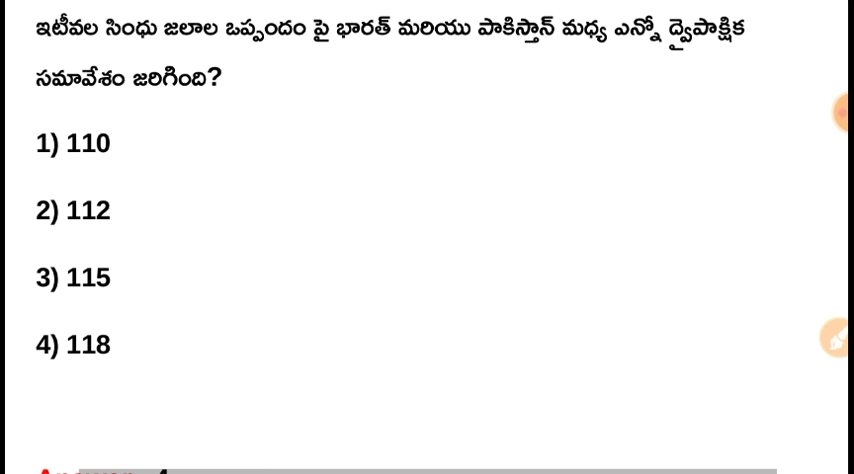 ఇటీవల సింధు జలాల ఒప్పందం పై భారత్ మరియు పాకిస్తాన్ మధ్య ఎన్నో ద్వైపాక్షిక
సమావేశం జరిగింది?
1) 110
2) 112
3) 115
4) 118